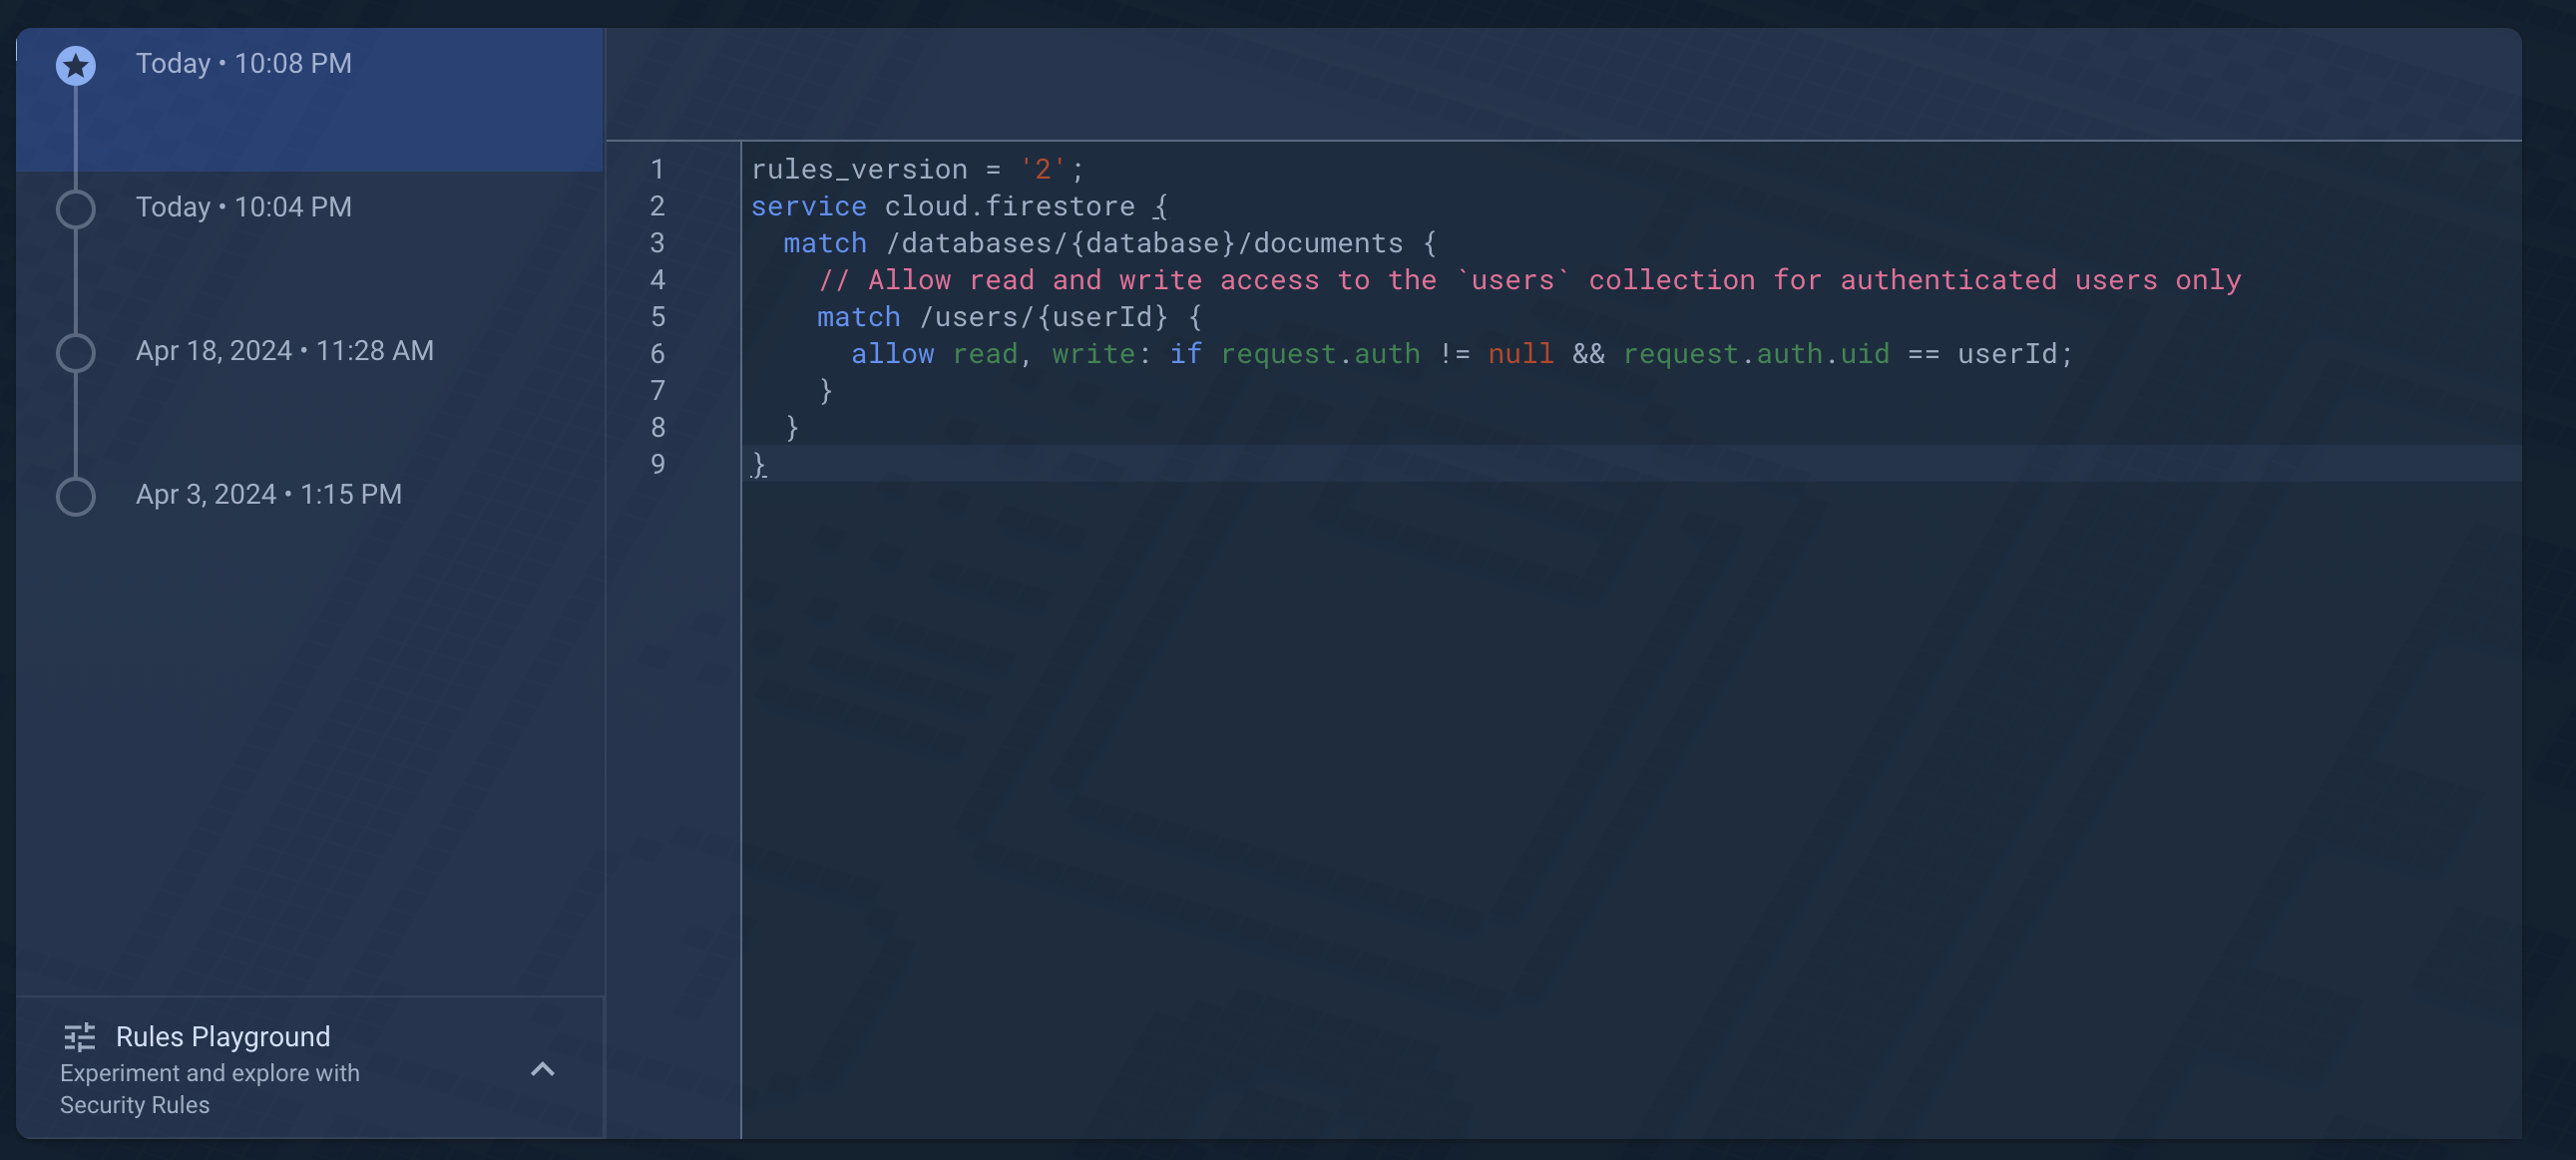 Today • 10:08 PM
Today • 10:04 PM
Apr 18, 2024 • 11:28 AM
Apr 3, 2024 • 1:15 PM
Rules Playground
Experiment and explore with
Security Rules
1 rules_version = '2';
2 service cloud.firestore {
3   match /databases/{database}/documents {
4     // Allow read and write access to the `users` collection for authenticated users only
5     match /users/{userId} {
6       allow read, write: if request.auth != null && request.auth.uid == userId;
7     }
8   }
9 }